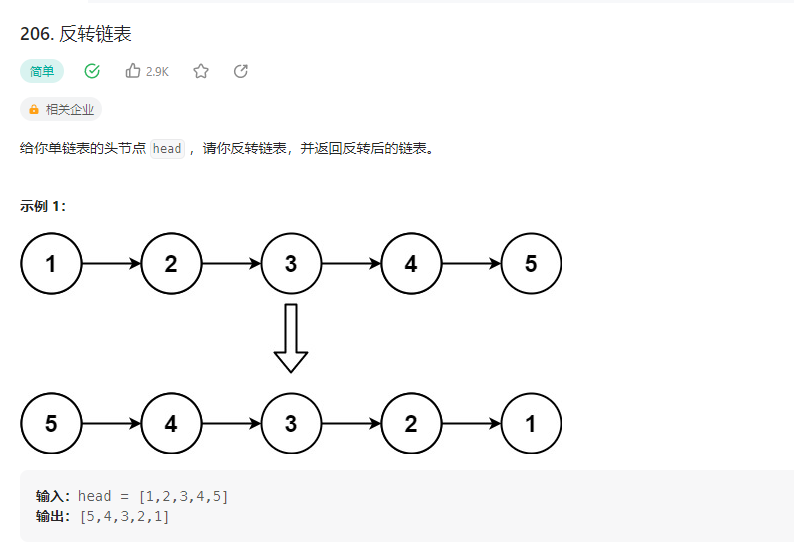 206. 反转链表
简单 2.9K
相关企业
给你单链表的头节点 head ，请你反转链表，并返回反转后的链表。
示例 1：
1 2 3 4 5
5 4 3 2 1
输入：head = [1,2,3,4,5]
输出：[5,4,3,2,1]